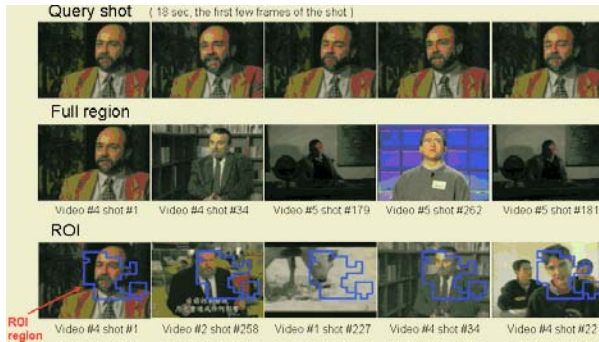 Query shot ( 18 sec, the first few frames of the shot )
Full region
Video #4 shot #1 Video #4 shot #34 Video #5 shot #179 Video #5 shot #262 Video #5 shot #181
ROI
ROI
region
Video #4 shot #1 Video #2 shot #258 Video #1 shot #227 Video #4 shot #34 Video #4 shot #22